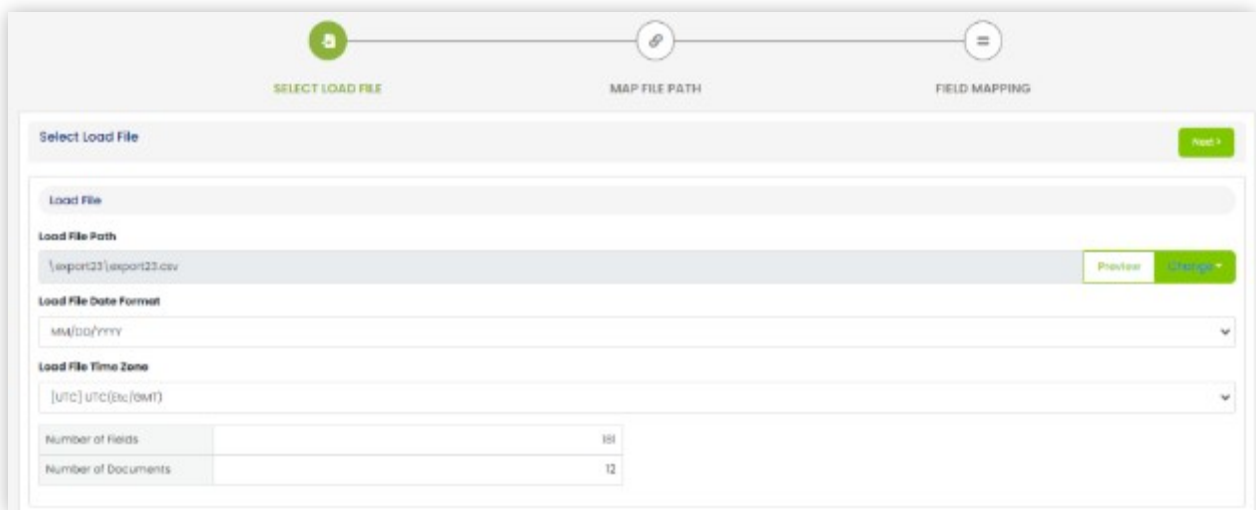 SELECT LOAD FILE MAP FILE PATH FIELD MAPPING
Select Load File Next >
Load File
Load File Path
\export23\export23.csv Preview Change
Load File Date Format
MM/DD/YYYY
Load File Time Zone
[UTC] UTC(Etc/GMT)
Number of Fields 181
Number of Documents 12